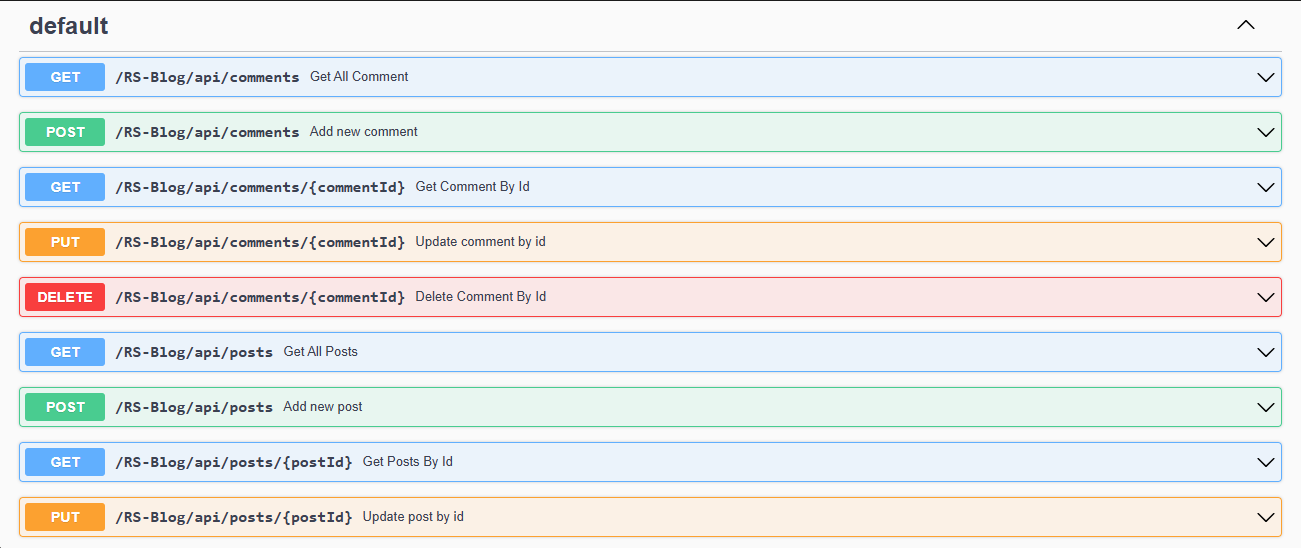 default
GET /RS-Blog/api/comments Get All Comment
POST /RS-Blog/api/comments Add new comment
GET /RS-Blog/api/comments/{commentId} Get Comment By Id
PUT /RS-Blog/api/comments/{commentId} Update comment by id
DELETE /RS-Blog/api/comments/{commentId} Delete Comment By Id
GET /RS-Blog/api/posts Get All Posts
POST /RS-Blog/api/posts Add new post
GET /RS-Blog/api/posts/{postId} Get Posts By Id
PUT /RS-Blog/api/posts/{postId} Update post by id